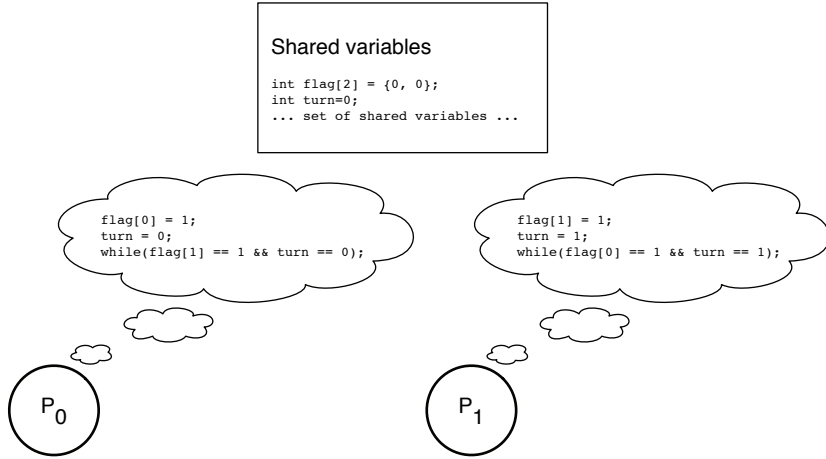 Shared variables
int flag[2] = {0, 0};
int turn=0;
... set of shared variables ...
flag[0] = 1;
turn = 0;
while(flag[1] == 1 && turn == 0);
flag[1] = 1;
turn = 1;
while(flag[0] == 1 && turn == 1);
P0
P1